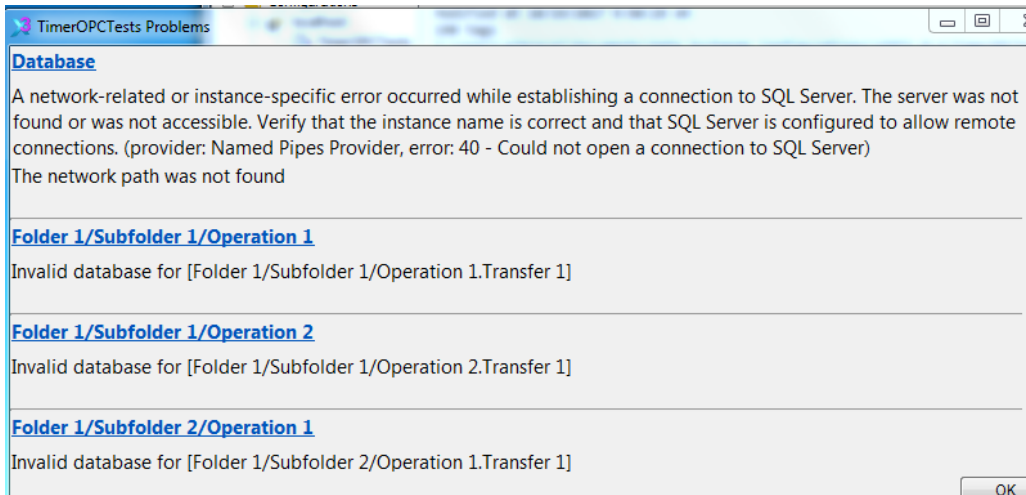 TimerOPCTests Problems
Database
A network-related or instance-specific error occurred while establishing a connection to SQL Server. The server was not
found or was not accessible. Verify that the instance name is correct and that SQL Server is configured to allow remote
connections. (provider: Named Pipes Provider, error: 40 - Could not open a connection to SQL Server)
The network path was not found
Folder 1/Subfolder 1/Operation 1
Invalid database for [Folder 1/Subfolder 1/Operation 1.Transfer 1]
Folder 1/Subfolder 1/Operation 2
Invalid database for [Folder 1/Subfolder 1/Operation 2.Transfer 1]
Folder 1/Subfolder 2/Operation 1
Invalid database for [Folder 1/Subfolder 2/Operation 1.Transfer 1]
OK